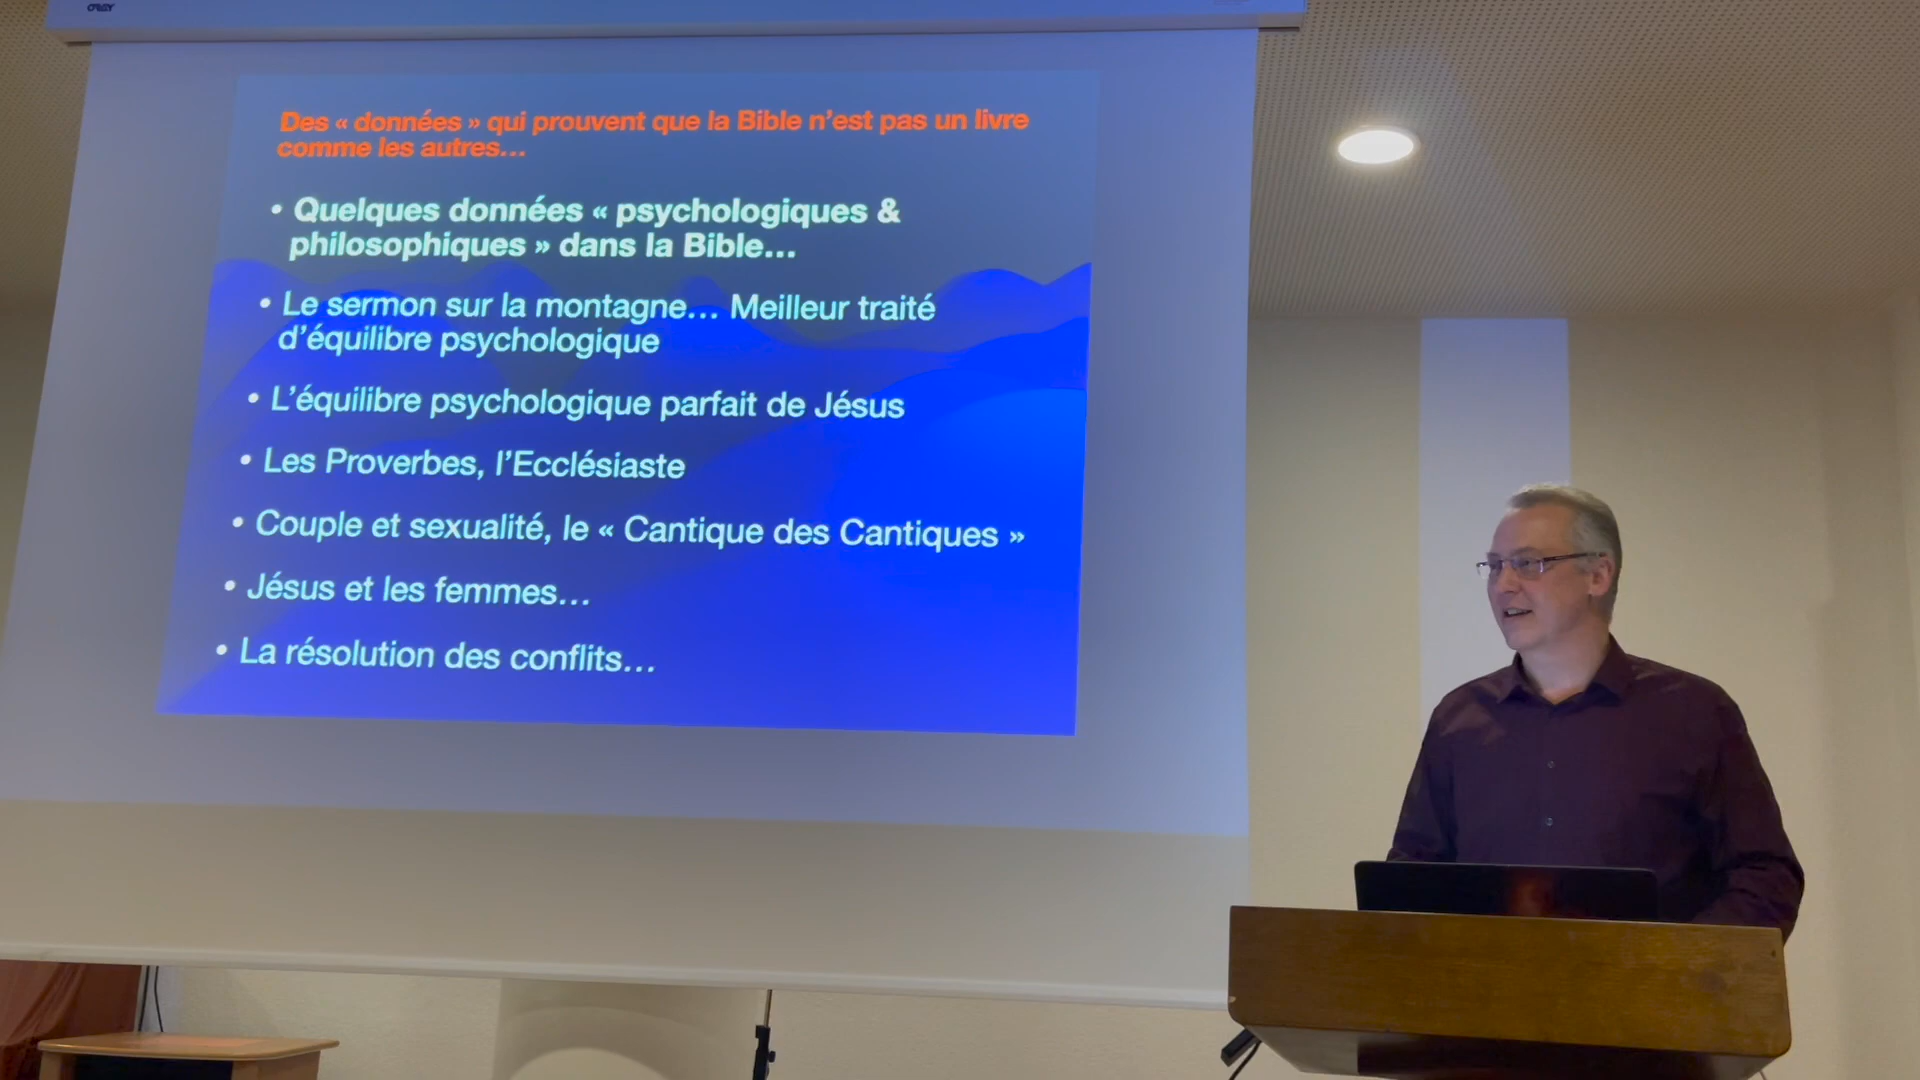 Des « données » qui prouvent que la Bible n'est pas un livre
comme les autres…
• Quelques données « psychologiques &
philosophiques » dans la Bible…
• Le sermon sur la montagne… Meilleur traité
d'équilibre psychologique
• L'équilibre psychologique parfait de Jésus
• Les Proverbes, l'Ecclésiaste
• Couple et sexualité, le « Cantique des Cantiques »
• Jésus et les femmes…
• La résolution des conflits…